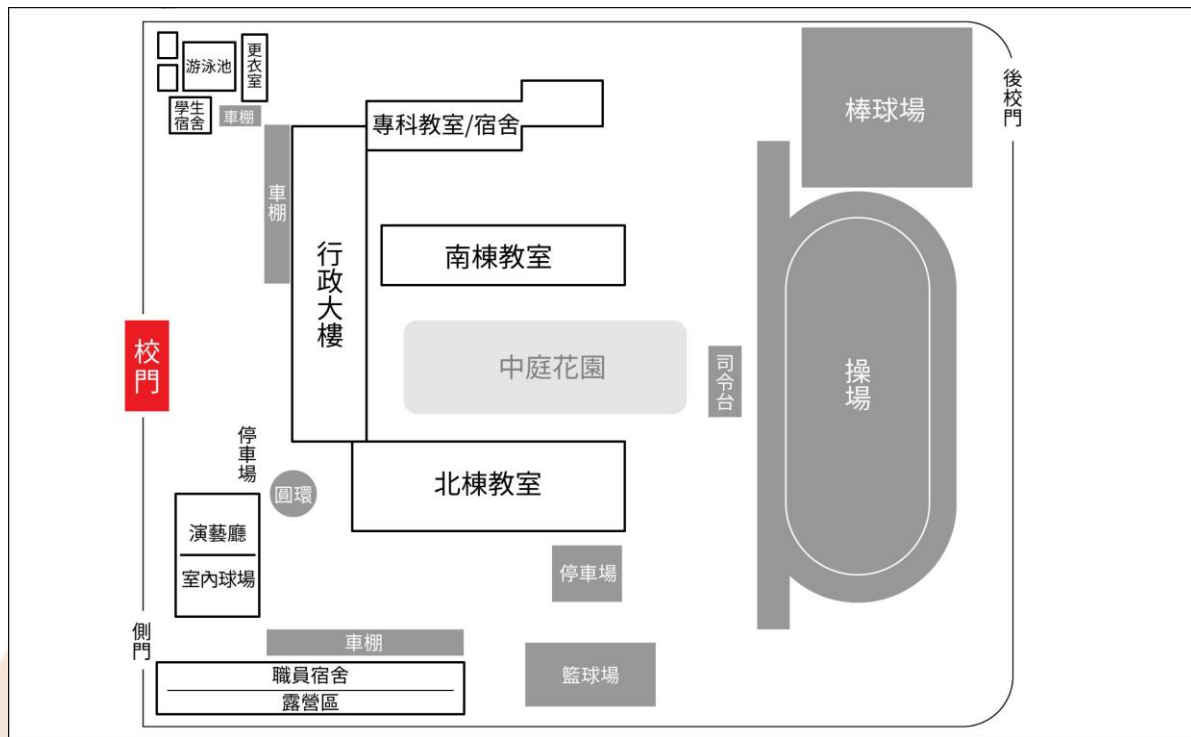 游泳池
更衣室
學生
宿舍
車棚
專科教室/宿舍
棒球場
後校門
車棚
行政大樓
南棟教室
校門
中庭花園
司令台
操場
停車場
圓環
北棟教室
演藝廳
室內球場
停車場
側門
車棚
職員宿舍
露營區
籃球場